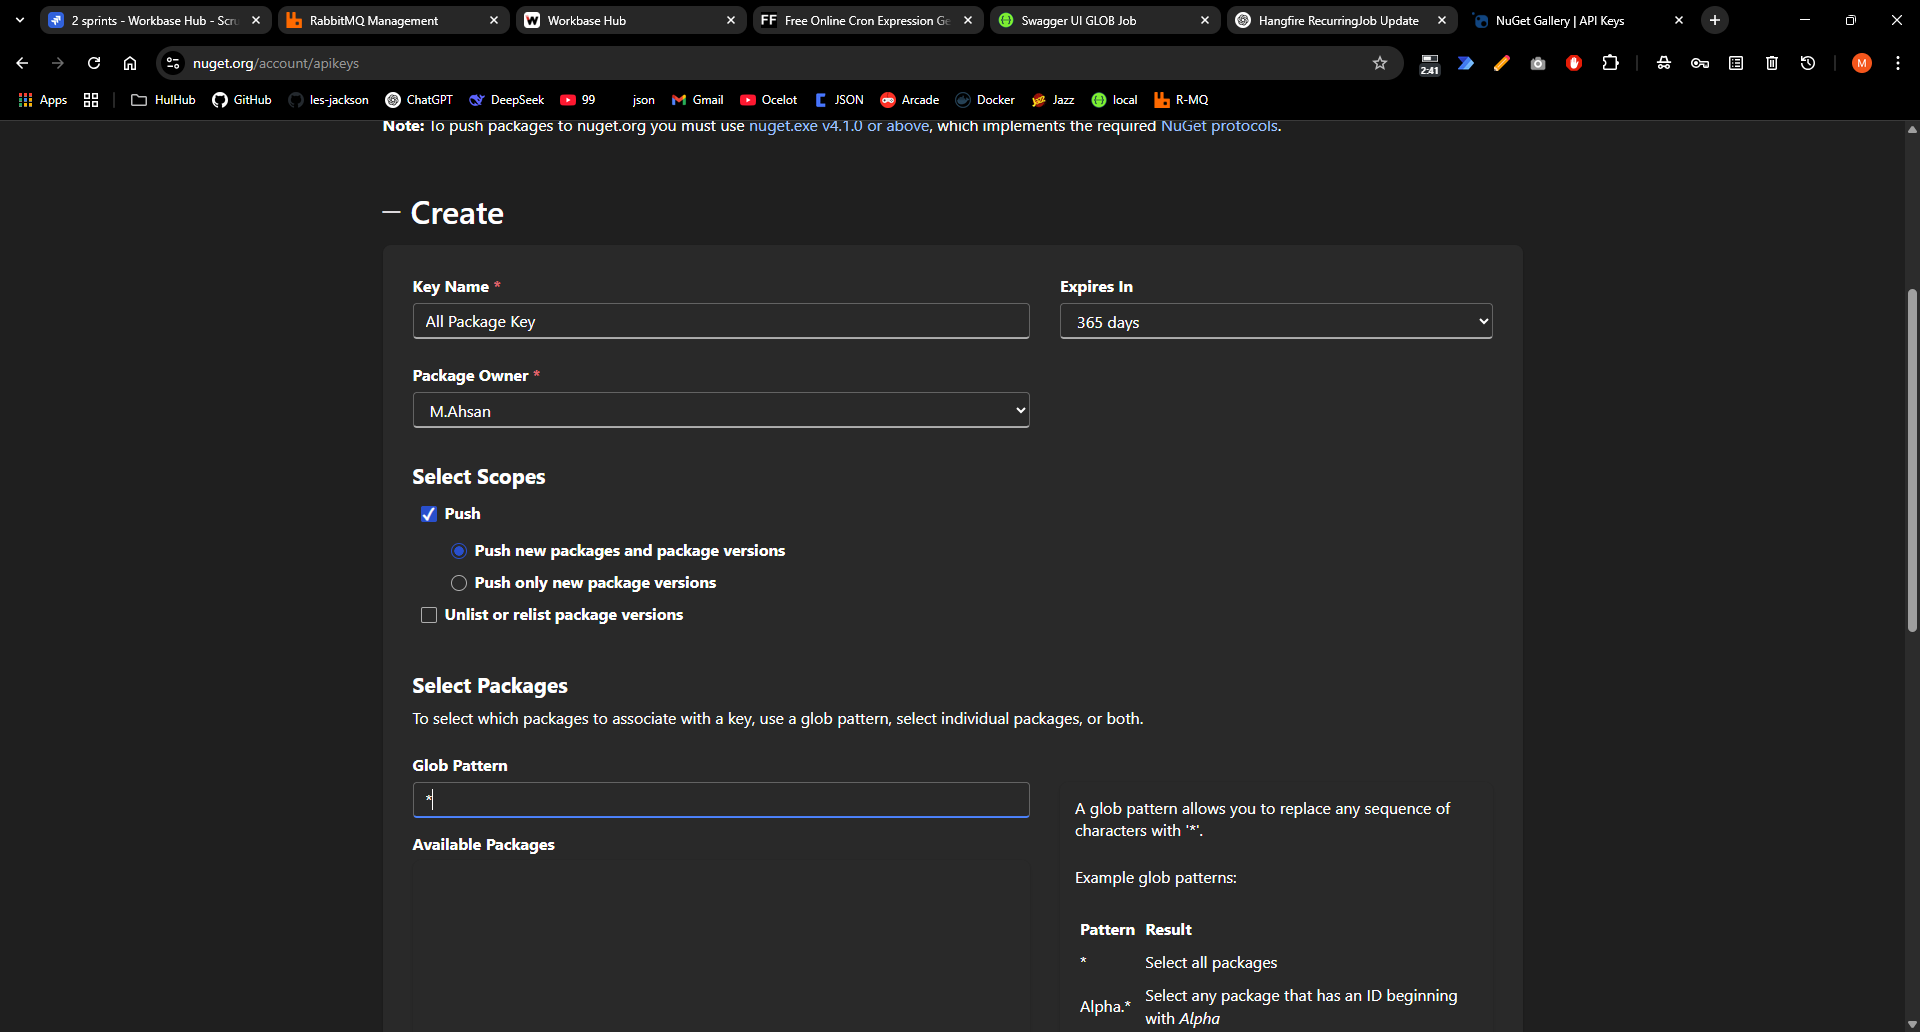 2 sprints - Workbase Hub - Scru
RabbitMQ Management
Workbase Hub
Free Online Cron Expression Ge
Swagger UI GLOB Job
Hangfire RecurringJob Update
NuGet Gallery | API Keys
nuget.org/account/apikeys
2:41
M
Apps
HulHub
GitHub
les-jackson
ChatGPT
DeepSeek
99
json
Gmail
Ocelot
JSON
Arcade
Docker
Jazz
local
R-MQ
Note: To push packages to nuget.org you must use nuget.exe v4.1.0 or above, which implements the required NuGet protocols.
Create
Key Name *
All Package Key
Expires In
365 days
Package Owner *
M.Ahsan
Select Scopes
Push
Push new packages and package versions
Push only new package versions
Unlist or relist package versions
Select Packages
To select which packages to associate with a key, use a glob pattern, select individual packages, or both.
Glob Pattern
*
Available Packages
A glob pattern allows you to replace any sequence of
characters with '*'.
Example glob patterns:
Pattern Result
* Select all packages
Alpha.* Select any package that has an ID beginning
with Alpha